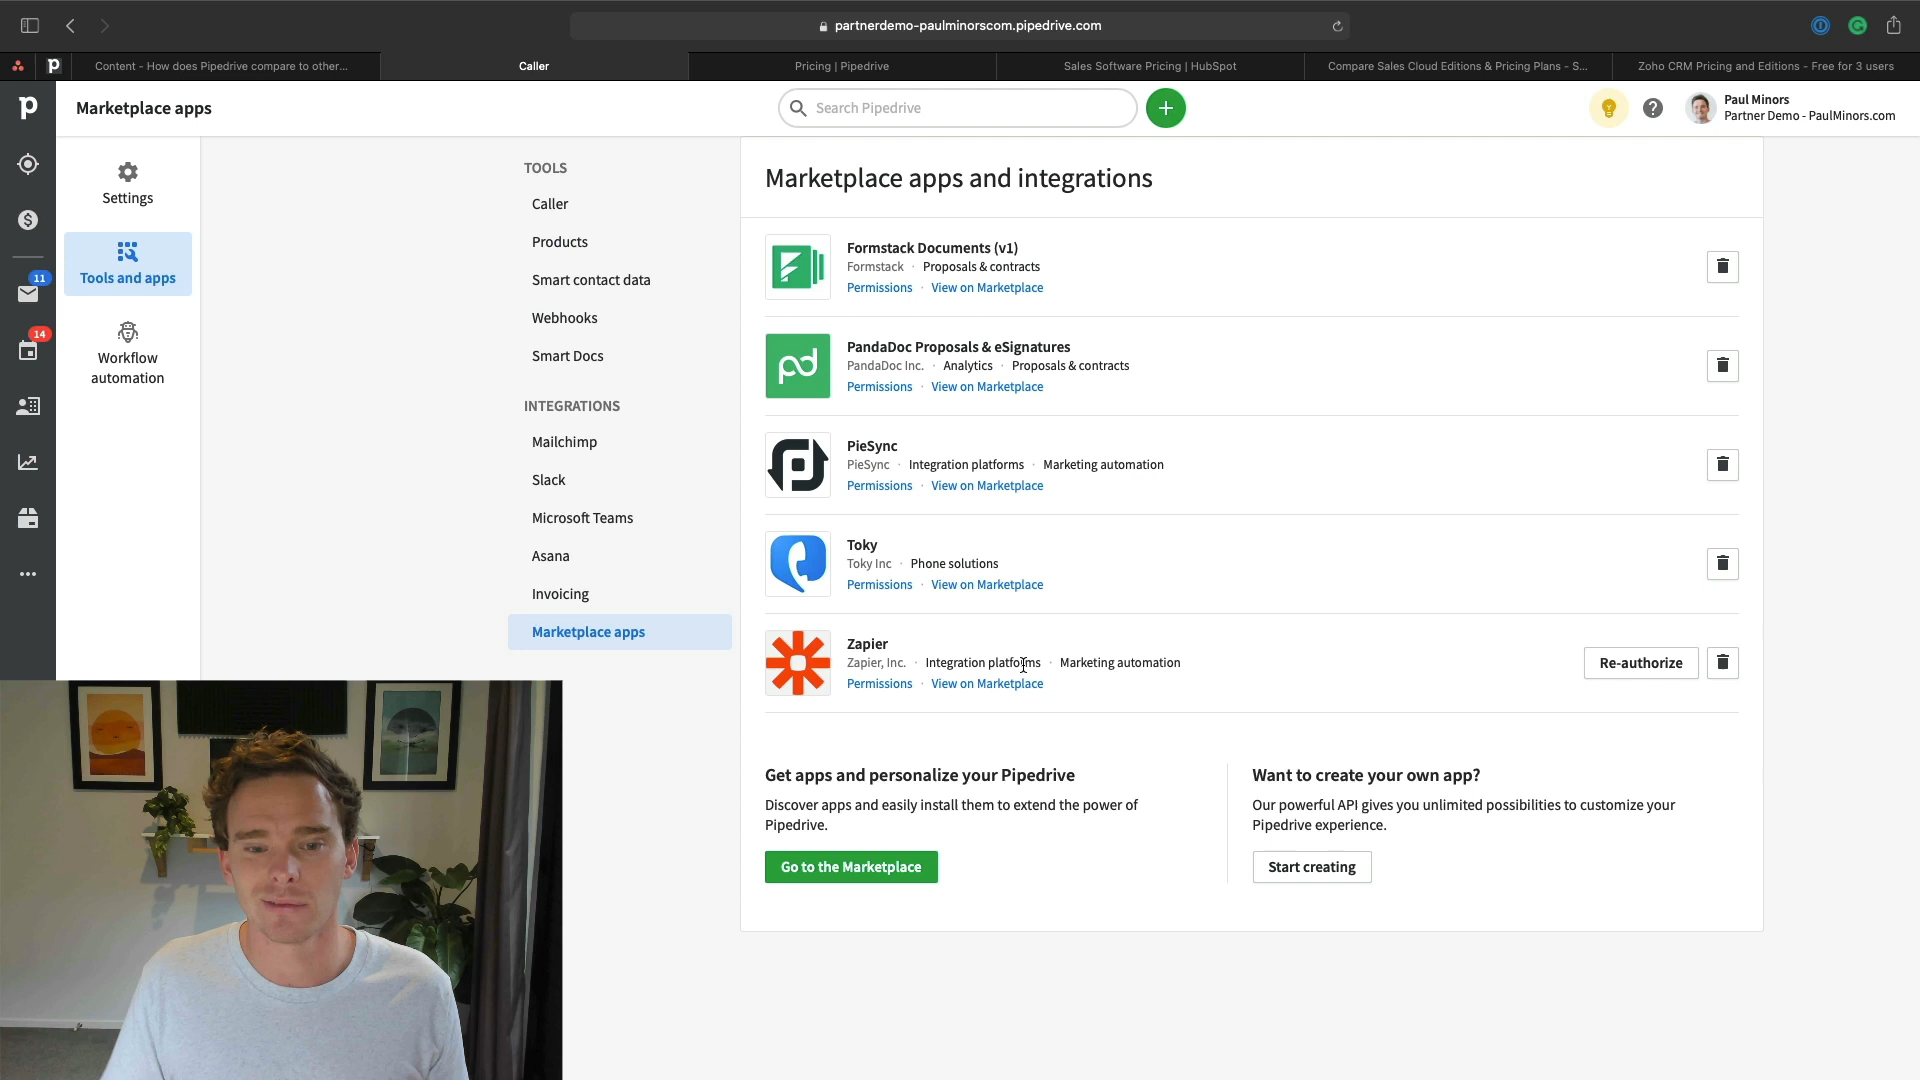 partnerdemo-paulminorscom.pipedrive.com
Content - How does Pipedrive compare to other...
Caller
Pricing | Pipedrive
Sales Software Pricing | HubSpot
Compare Sales Cloud Editions & Pricing Plans - S...
Zoho CRM Pricing and Editions - Free for 3 users
Marketplace apps
Search Pipedrive
Paul Minors
Partner Demo - PaulMinors.com
Settings
Tools and apps
Workflow
automation
11
14
TOOLS
Caller
Products
Smart contact data
Webhooks
Smart Docs
INTEGRATIONS
Mailchimp
Slack
Microsoft Teams
Asana
Invoicing
Marketplace apps
Marketplace apps and integrations
Formstack Documents (v1)
Formstack · Proposals & contracts
Permissions · View on Marketplace
PandaDoc Proposals & eSignatures
PandaDoc Inc. · Analytics · Proposals & contracts
Permissions · View on Marketplace
PieSync
PieSync · Integration platforms · Marketing automation
Permissions · View on Marketplace
Toky
Toky Inc · Phone solutions
Permissions · View on Marketplace
Zapier
Zapier, Inc. · Integration platforms · Marketing automation
Permissions · View on Marketplace
Re-authorize
Get apps and personalize your Pipedrive
Discover apps and easily install them to extend the power of
Pipedrive.
Go to the Marketplace
Want to create your own app?
Our powerful API gives you unlimited possibilities to customize your
Pipedrive experience.
Start creating